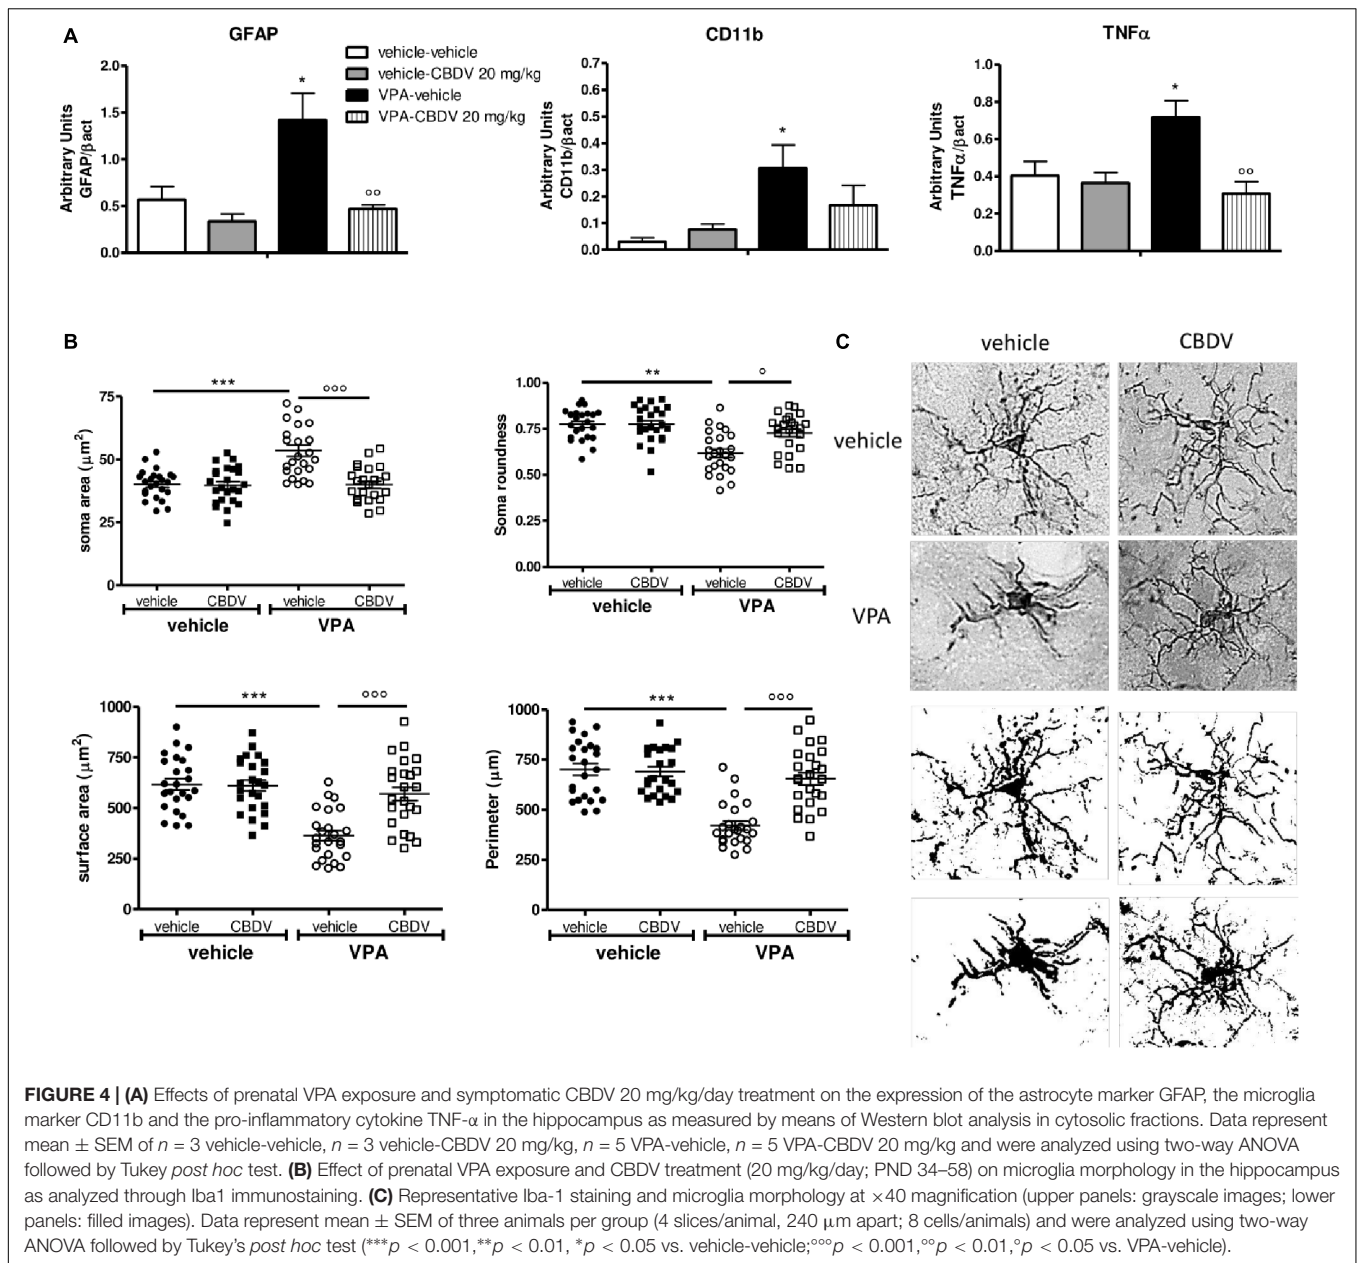 A
GFAP
CD11b
TNFα
vehicle-vehicle
vehicle-CBDV 20 mg/kg
VPA-vehicle
VPA-CBDV 20 mg/kg
Arbitrary Units
GFAP/βact
2.0
1.5
1.0
0.5
0.0
*
°°
Arbitrary Units
CD11b/βact
0.7
0.6
0.5
0.4
0.3
0.2
0.1
0.0
*
Arbitrary Units
TNFα/βact
1.0
0.8
0.6
0.4
0.2
0.0
*
°°
B
soma area (μm²)
75
50
25
0
***
°°°
vehicle CBDV vehicle CBDV
vehicle VPA
Soma roundness
1.00
0.75
0.50
0.25
0.00
**
°
vehicle CBDV vehicle CBDV
vehicle VPA
surface area (μm²)
1000
750
500
250
0
***
°°°
vehicle CBDV vehicle CBDV
vehicle VPA
Perimeter (μm)
1000
750
500
250
0
***
°°°
vehicle CBDV vehicle CBDV
vehicle VPA
C
vehicle CBDV
vehicle
VPA
FIGURE 4 | (A) Effects of prenatal VPA exposure and symptomatic CBDV 20 mg/kg/day treatment on the expression of the astrocyte marker GFAP, the microglia
marker CD11b and the pro-inflammatory cytokine TNF-α in the hippocampus as measured by means of Western blot analysis in cytosolic fractions. Data represent
mean ± SEM of n = 3 vehicle-vehicle, n = 3 vehicle-CBDV 20 mg/kg, n = 5 VPA-vehicle, n = 5 VPA-CBDV 20 mg/kg and were analyzed using two-way ANOVA
followed by Tukey post hoc test. (B) Effect of prenatal VPA exposure and CBDV treatment (20 mg/kg/day; PND 34–58) on microglia morphology in the hippocampus
as analyzed through Iba1 immunostaining. (C) Representative Iba-1 staining and microglia morphology at ×40 magnification (upper panels: grayscale images; lower
panels: filled images). Data represent mean ± SEM of three animals per group (4 slices/animal, 240 μm apart; 8 cells/animals) and were analyzed using two-way
ANOVA followed by Tukey's post hoc test (***p < 0.001,**p < 0.01, *p < 0.05 vs. vehicle-vehicle;°°°p < 0.001,°°p < 0.01,°p < 0.05 vs. VPA-vehicle).